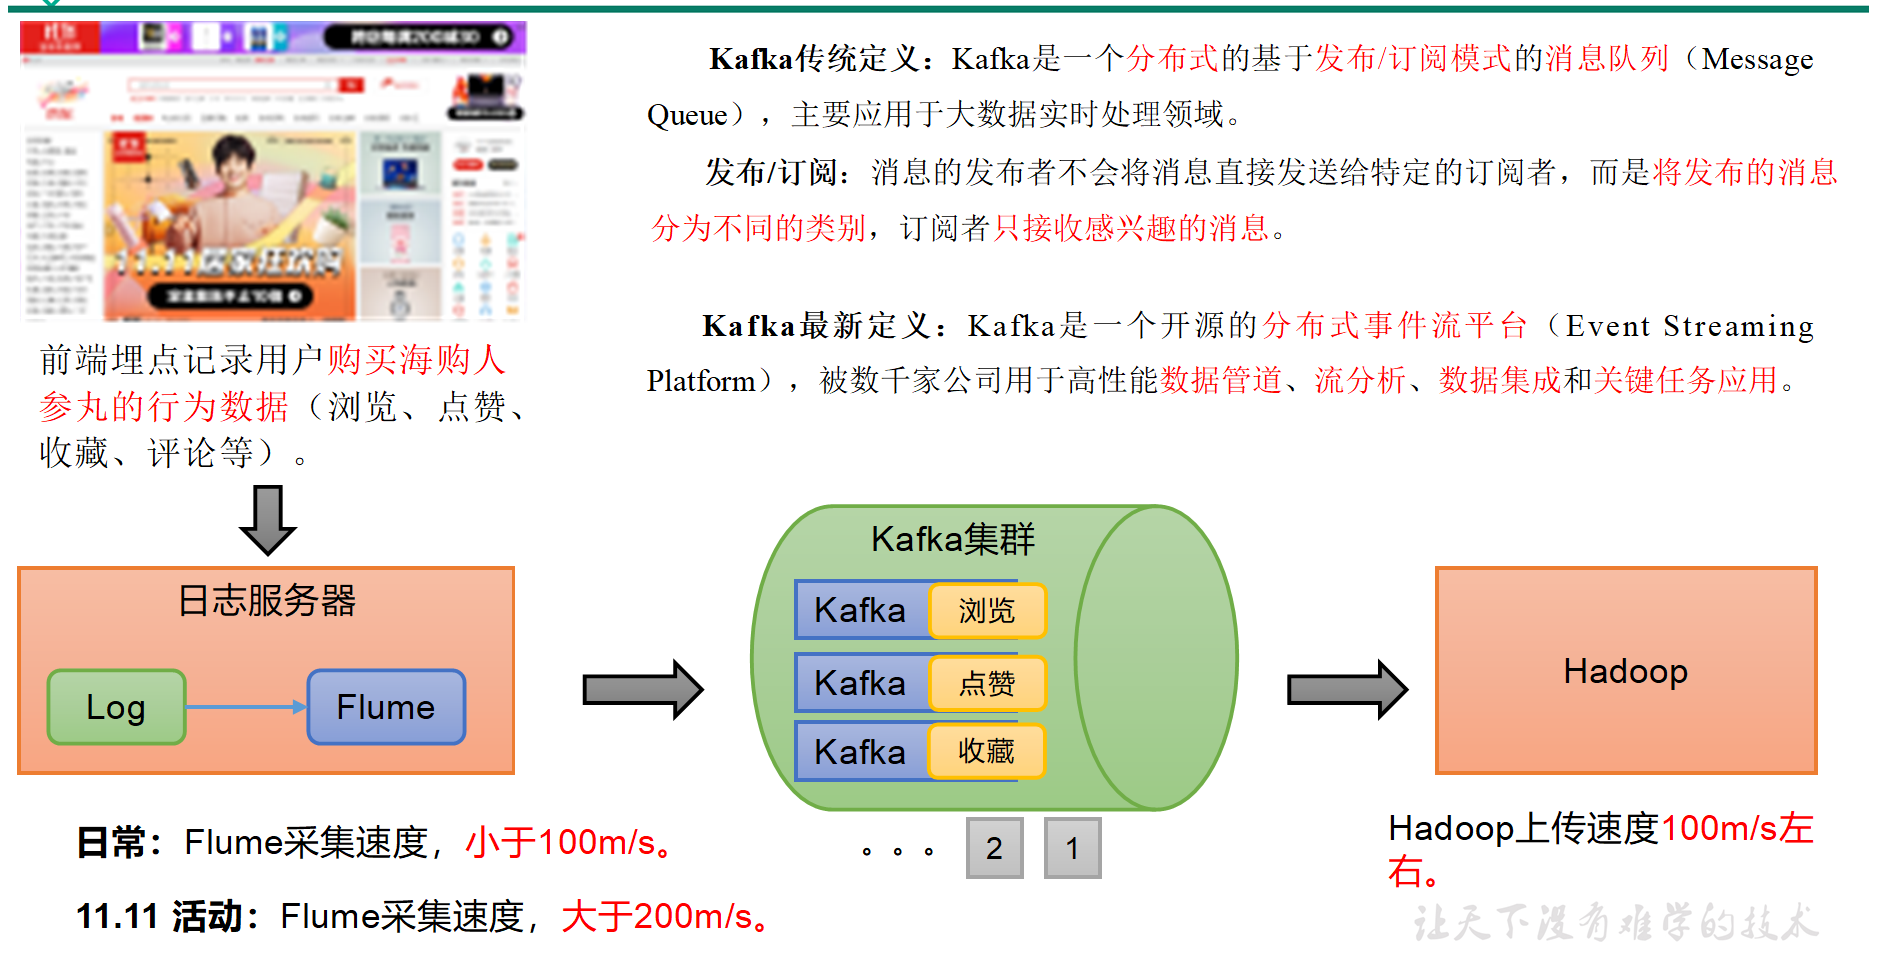 Kafka传统定义：Kafka是一个分布式的基于发布/订阅模式的消息队列（Message
Queue），主要应用于大数据实时处理领域。
发布/订阅：消息的发布者不会将消息直接发送给特定的订阅者，而是将发布的消息
分为不同的类别，订阅者只接收感兴趣的消息。
Kafka最新定义：Kafka是一个开源的分布式事件流平台（Event Streaming
Platform），被数千家公司用于高性能数据管道、流分析、数据集成和关键任务应用。
前端埋点记录用户购买海购人
参丸的行为数据（浏览、点赞、
收藏、评论等）。
日志服务器
Log
Flume
Kafka集群
Kafka 浏览
Kafka 点赞
Kafka 收藏
Hadoop
。。。 2 1
日常：Flume采集速度，小于100m/s。
11.11 活动：Flume采集速度，大于200m/s。
Hadoop上传速度100m/s左
右。
让天下没有难学的技术